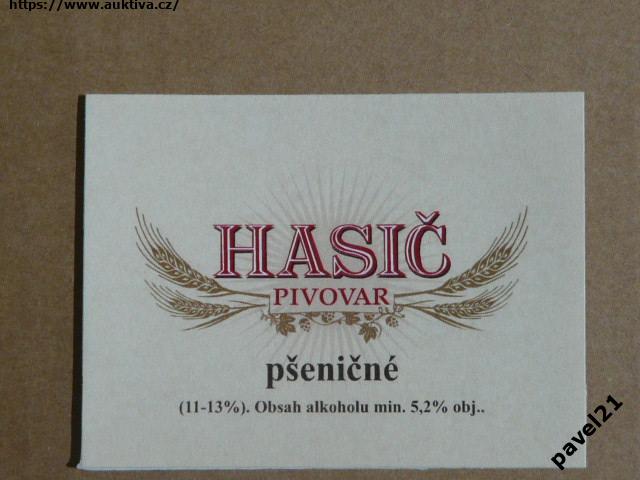 https://www.auktiva.cz/
HASIČ
PIVOVAR
pšeničné
(11-13%). Obsah alkoholu min. 5,2% obj..
pavel21